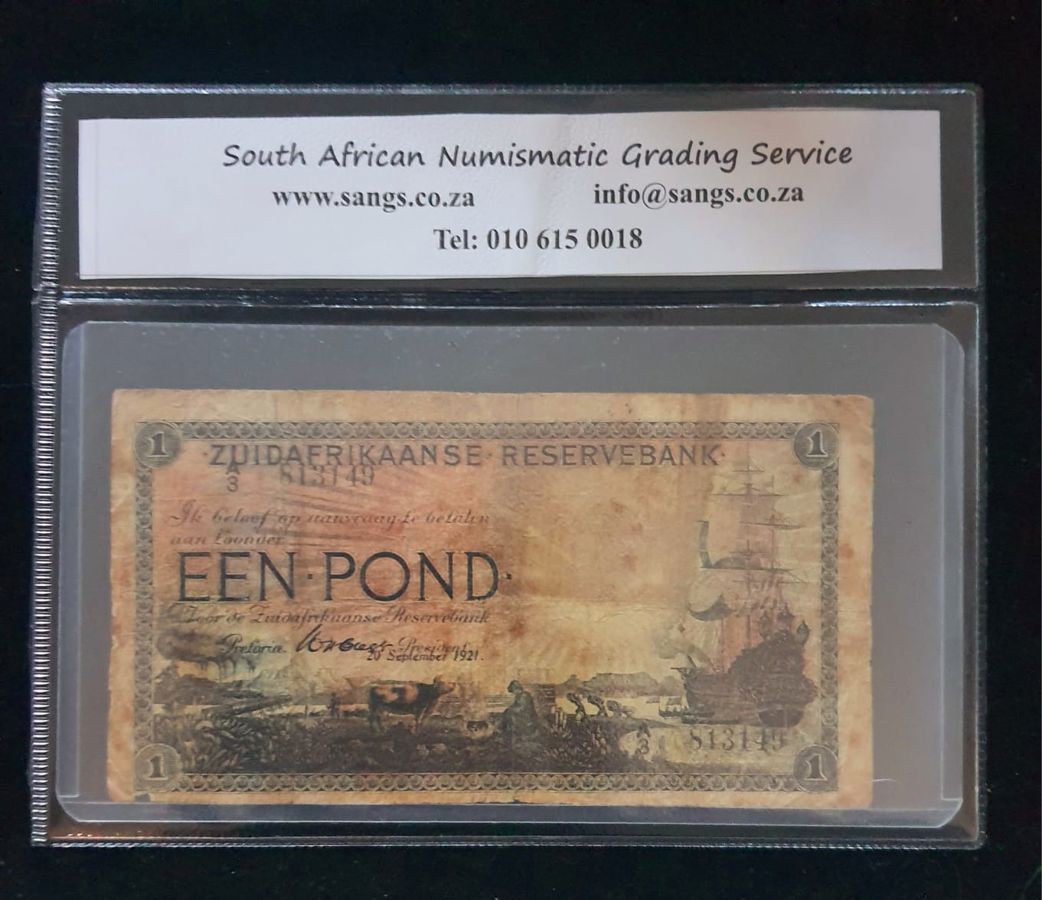 South African Numismatic Grading Service
www.sangs.co.za info@sangs.co.za
Tel: 010 615 0018
1 1
·ZUIDAFRIKAANSE·RESERVEBANK·
A/3 813149
Ik beloof op aanvraag te betalen
aan toonder
EEN·POND·
Voor de Zuidafrikaanse Reservebank
Pretoria. President.
20 September 1921.
A/3 813149
1 1